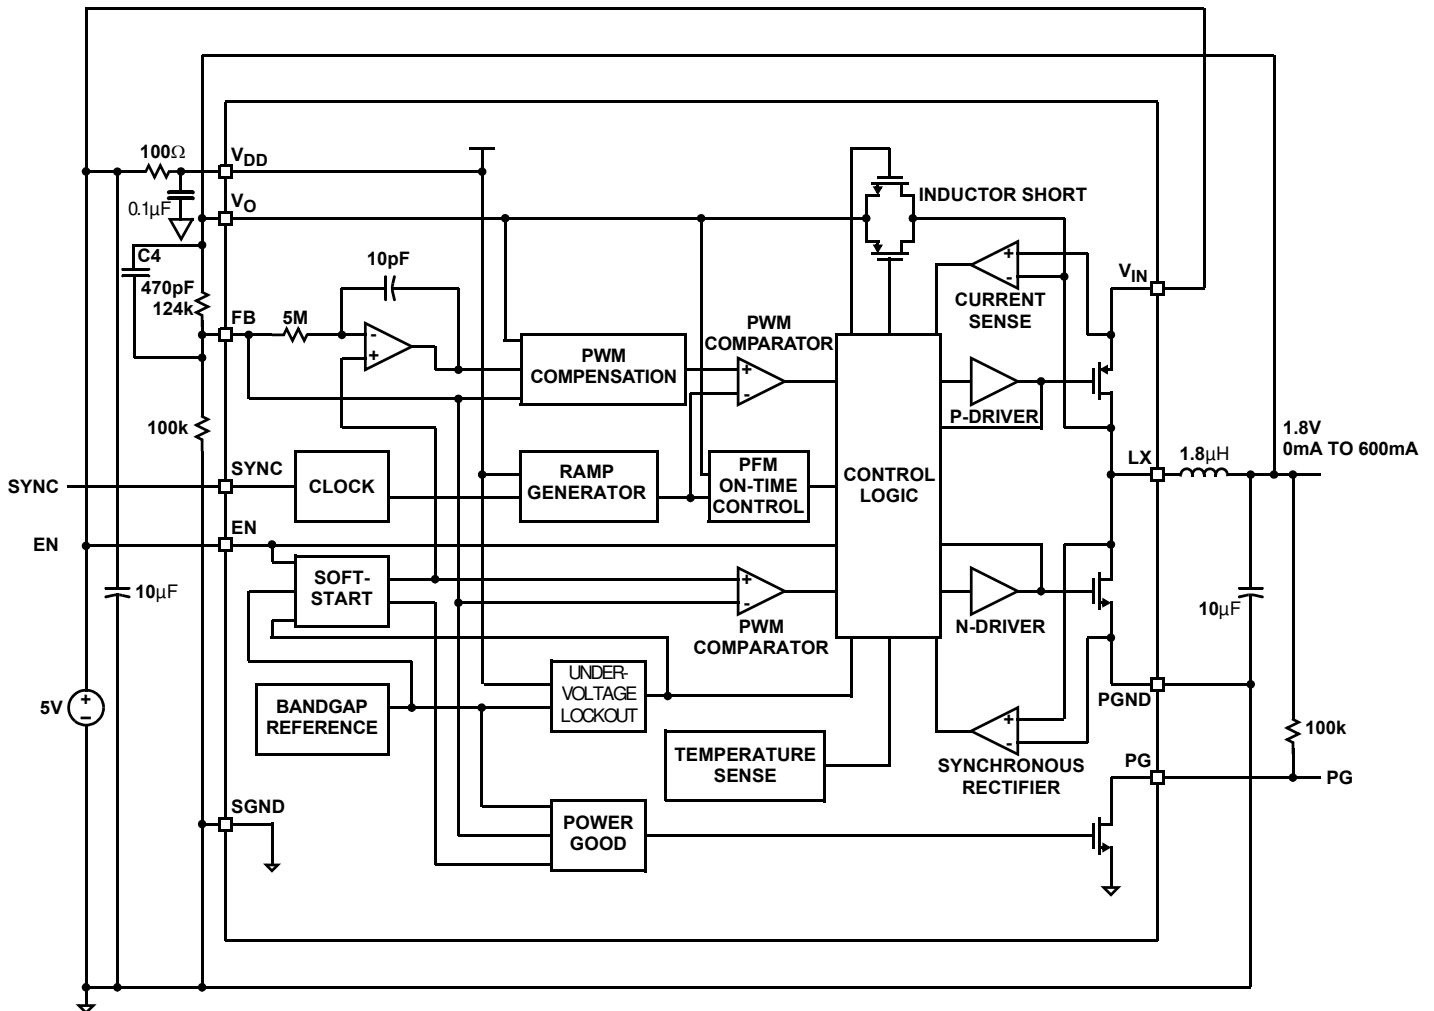 100Ω
VDD
0.1µF
VO
INDUCTOR SHORT
C4
10pF
470pF
124k
FB
5M
-
+
PWM
COMPENSATION
PWM
COMPARATOR
+
-
+
-
CURRENT
SENSE
VIN
P-DRIVER
100k
SYNC
SYNC
CLOCK
RAMP
GENERATOR
PFM
ON-TIME
CONTROL
CONTROL
LOGIC
LX
1.8µH
1.8V
0mA TO 600mA
EN
EN
10µF
SOFT-
START
+
-
PWM
COMPARATOR
N-DRIVER
10µF
5V
+
-
BANDGAP
REFERENCE
UNDER-
VOLTAGE
LOCKOUT
TEMPERATURE
SENSE
+
-
SYNCHRONOUS
RECTIFIER
PGND
100k
PG
PG
SGND
POWER
GOOD